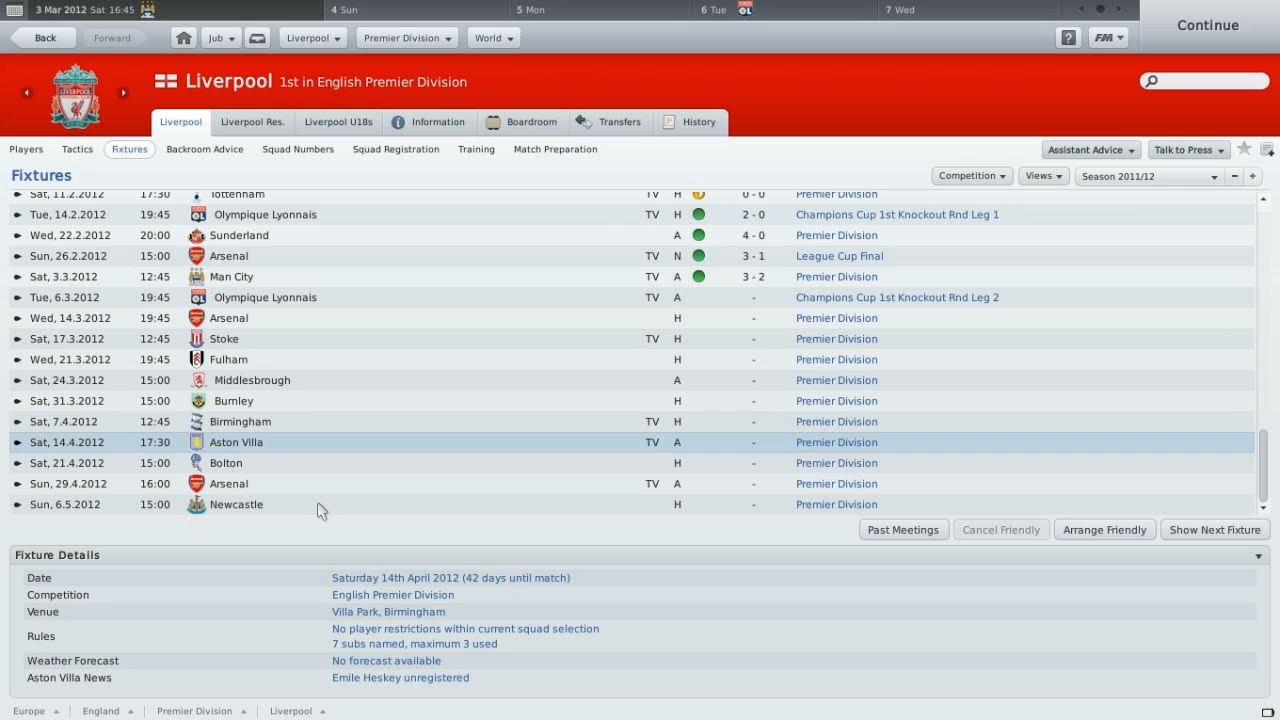 3 Mar 2012 Sat 16:45 4 Sun 5 Mon 6 Tue 7 Wed
Continue
Back Forward Job Liverpool Premier Division World ? FM
Liverpool 1st in English Premier Division
Liverpool Liverpool Res. Liverpool U18s Information Boardroom Transfers History
Players Tactics Fixtures Backroom Advice Squad Numbers Squad Registration Training Match Preparation Assistant Advice Talk to Press
Fixtures Competition Views Season 2011/12 - +
Sat, 11.2.2012 17:30 Tottenham TV H 0 - 0 Premier Division
Tue, 14.2.2012 19:45 Olympique Lyonnais TV H 2 - 0 Champions Cup 1st Knockout Rnd Leg 1
Wed, 22.2.2012 20:00 Sunderland A 4 - 0 Premier Division
Sun, 26.2.2012 15:00 Arsenal TV N 3 - 1 League Cup Final
Sat, 3.3.2012 12:45 Man City TV A 3 - 2 Premier Division
Tue, 6.3.2012 19:45 Olympique Lyonnais TV A - Champions Cup 1st Knockout Rnd Leg 2
Wed, 14.3.2012 19:45 Arsenal H - Premier Division
Sat, 17.3.2012 12:45 Stoke TV H - Premier Division
Wed, 21.3.2012 19:45 Fulham H - Premier Division
Sat, 24.3.2012 15:00 Middlesbrough A - Premier Division
Sat, 31.3.2012 15:00 Burnley H - Premier Division
Sat, 7.4.2012 12:45 Birmingham TV H - Premier Division
Sat, 14.4.2012 17:30 Aston Villa TV A - Premier Division
Sat, 21.4.2012 15:00 Bolton H - Premier Division
Sun, 29.4.2012 16:00 Arsenal TV A - Premier Division
Sun, 6.5.2012 15:00 Newcastle H - Premier Division
Past Meetings Cancel Friendly Arrange Friendly Show Next Fixture
Fixture Details
Date Saturday 14th April 2012 (42 days until match)
Competition English Premier Division
Venue Villa Park, Birmingham
Rules No player restrictions within current squad selection
7 subs named, maximum 3 used
Weather Forecast No forecast available
Aston Villa News Emile Heskey unregistered
Europe England Premier Division Liverpool